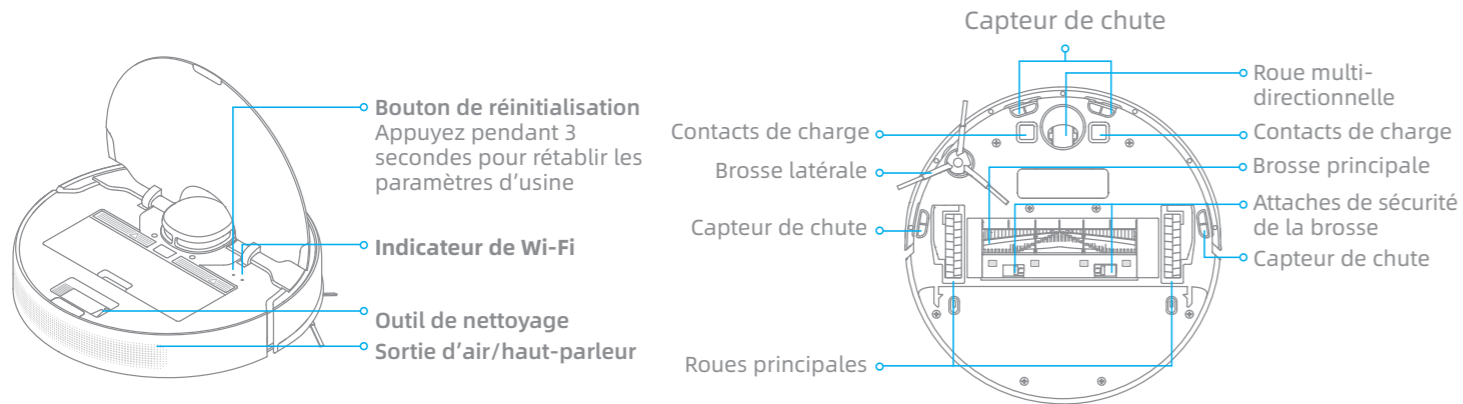 Bouton de réinitialisation
Appuyez pendant 3
secondes pour rétablir les
paramètres d’usine
Indicateur de Wi-Fi
Outil de nettoyage
Sortie d’air/haut-parleur
Capteur de chute
Contacts de charge
Brosse latérale
Capteur de chute
Roues principales
Roue multi-
directionnelle
Contacts de charge
Brosse principale
Attaches de sécurité
de la brosse
Capteur de chute